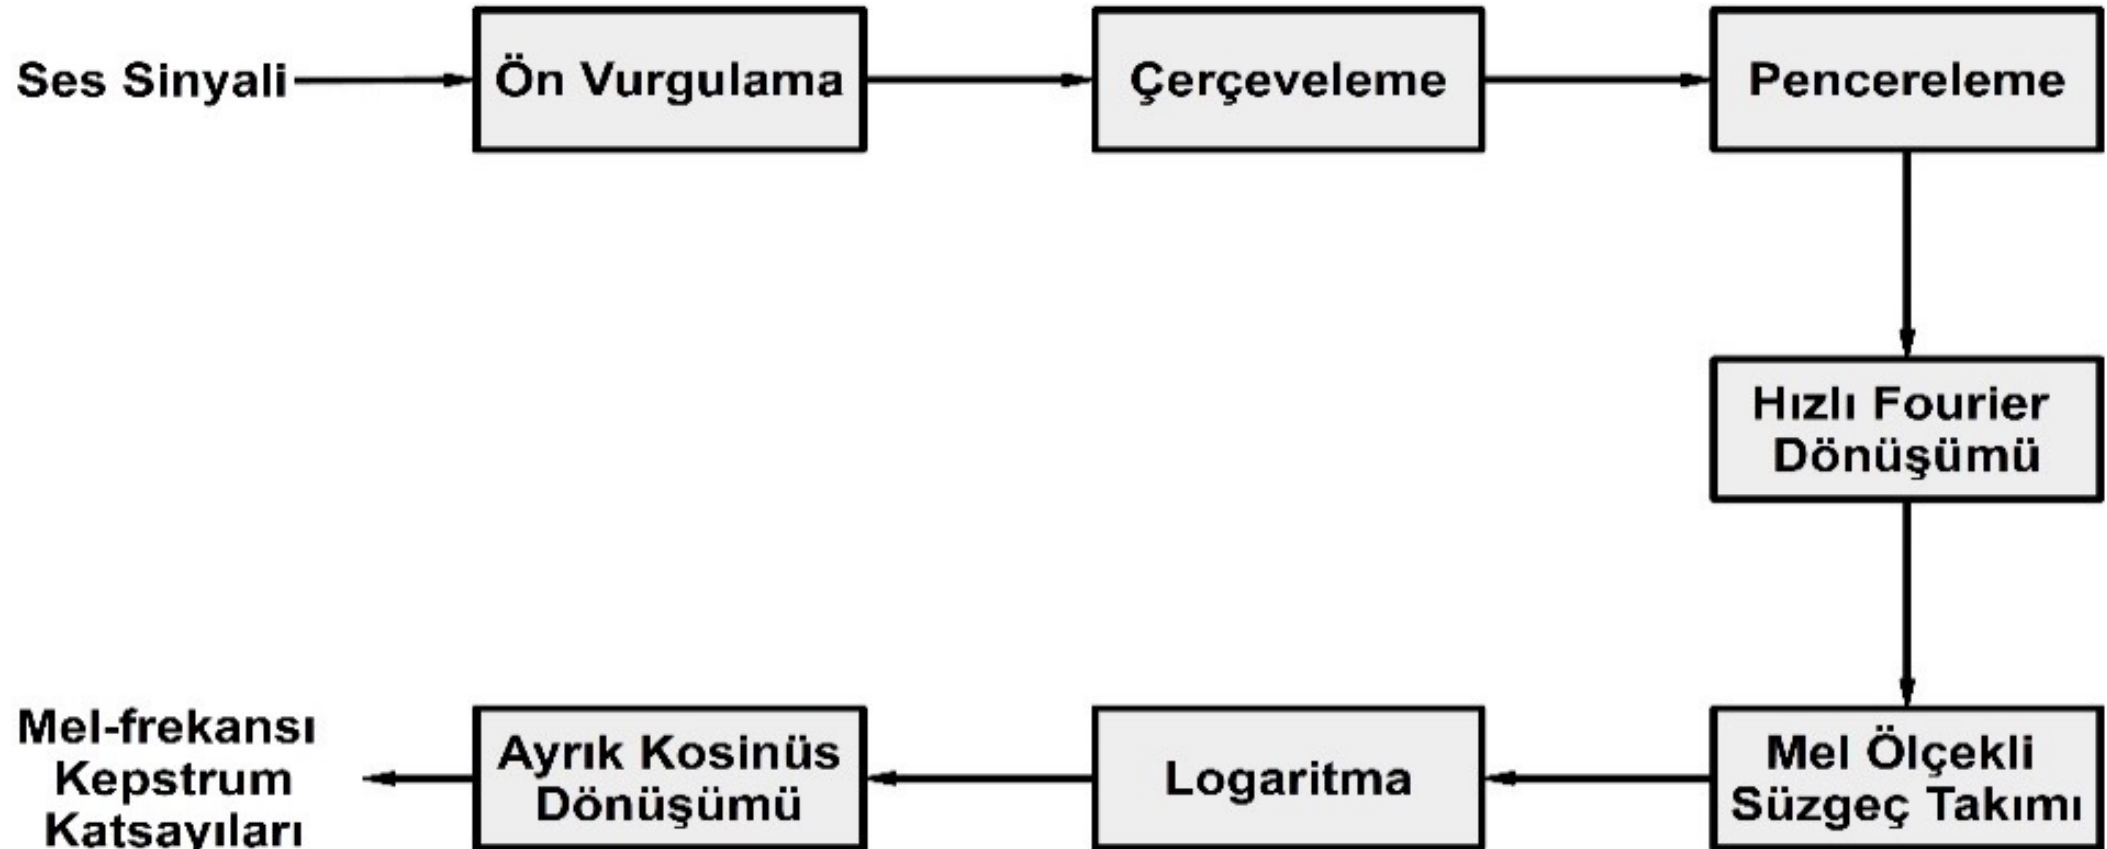 Ses Sinyali
Ön Vurgulama
Çerçeveleme
Pencereleme
Hızlı Fourier
Dönüşümü
Mel Ölçekli
Süzgeç Takımı
Logaritma
Ayrık Kosinüs
Dönüşümü
Mel-frekansı
Kepstrum
Katsayıları